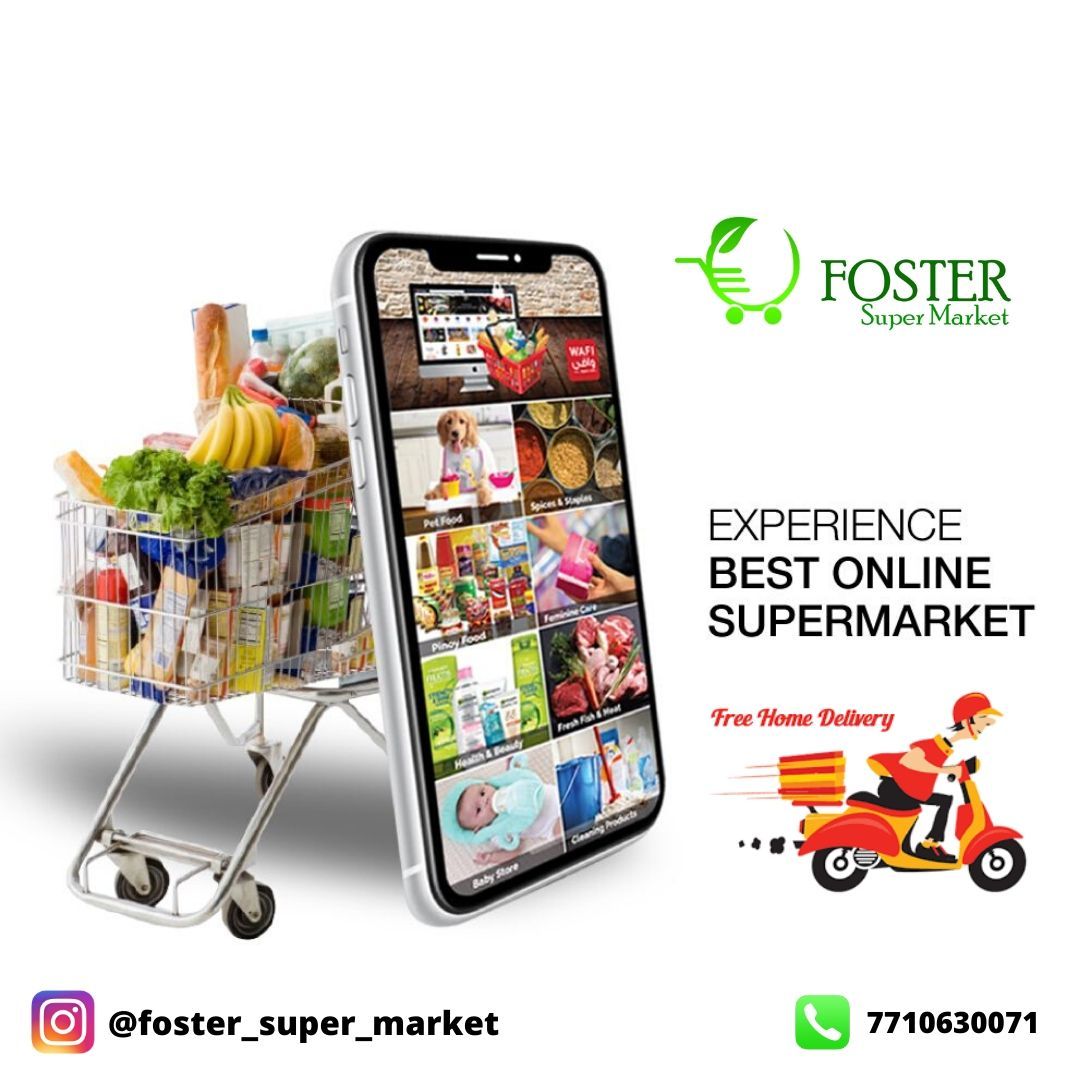 FOSTER
Super Market
WAFI
وافي
Pet Food
Spices & Staples
Pinoy Food
Feminine Care
Health & Beauty
Fresh Fish & Meat
Baby Store
Cleaning Products
EXPERIENCE
BEST ONLINE
SUPERMARKET
Free Home Delivery
@foster_super_market
7710630071